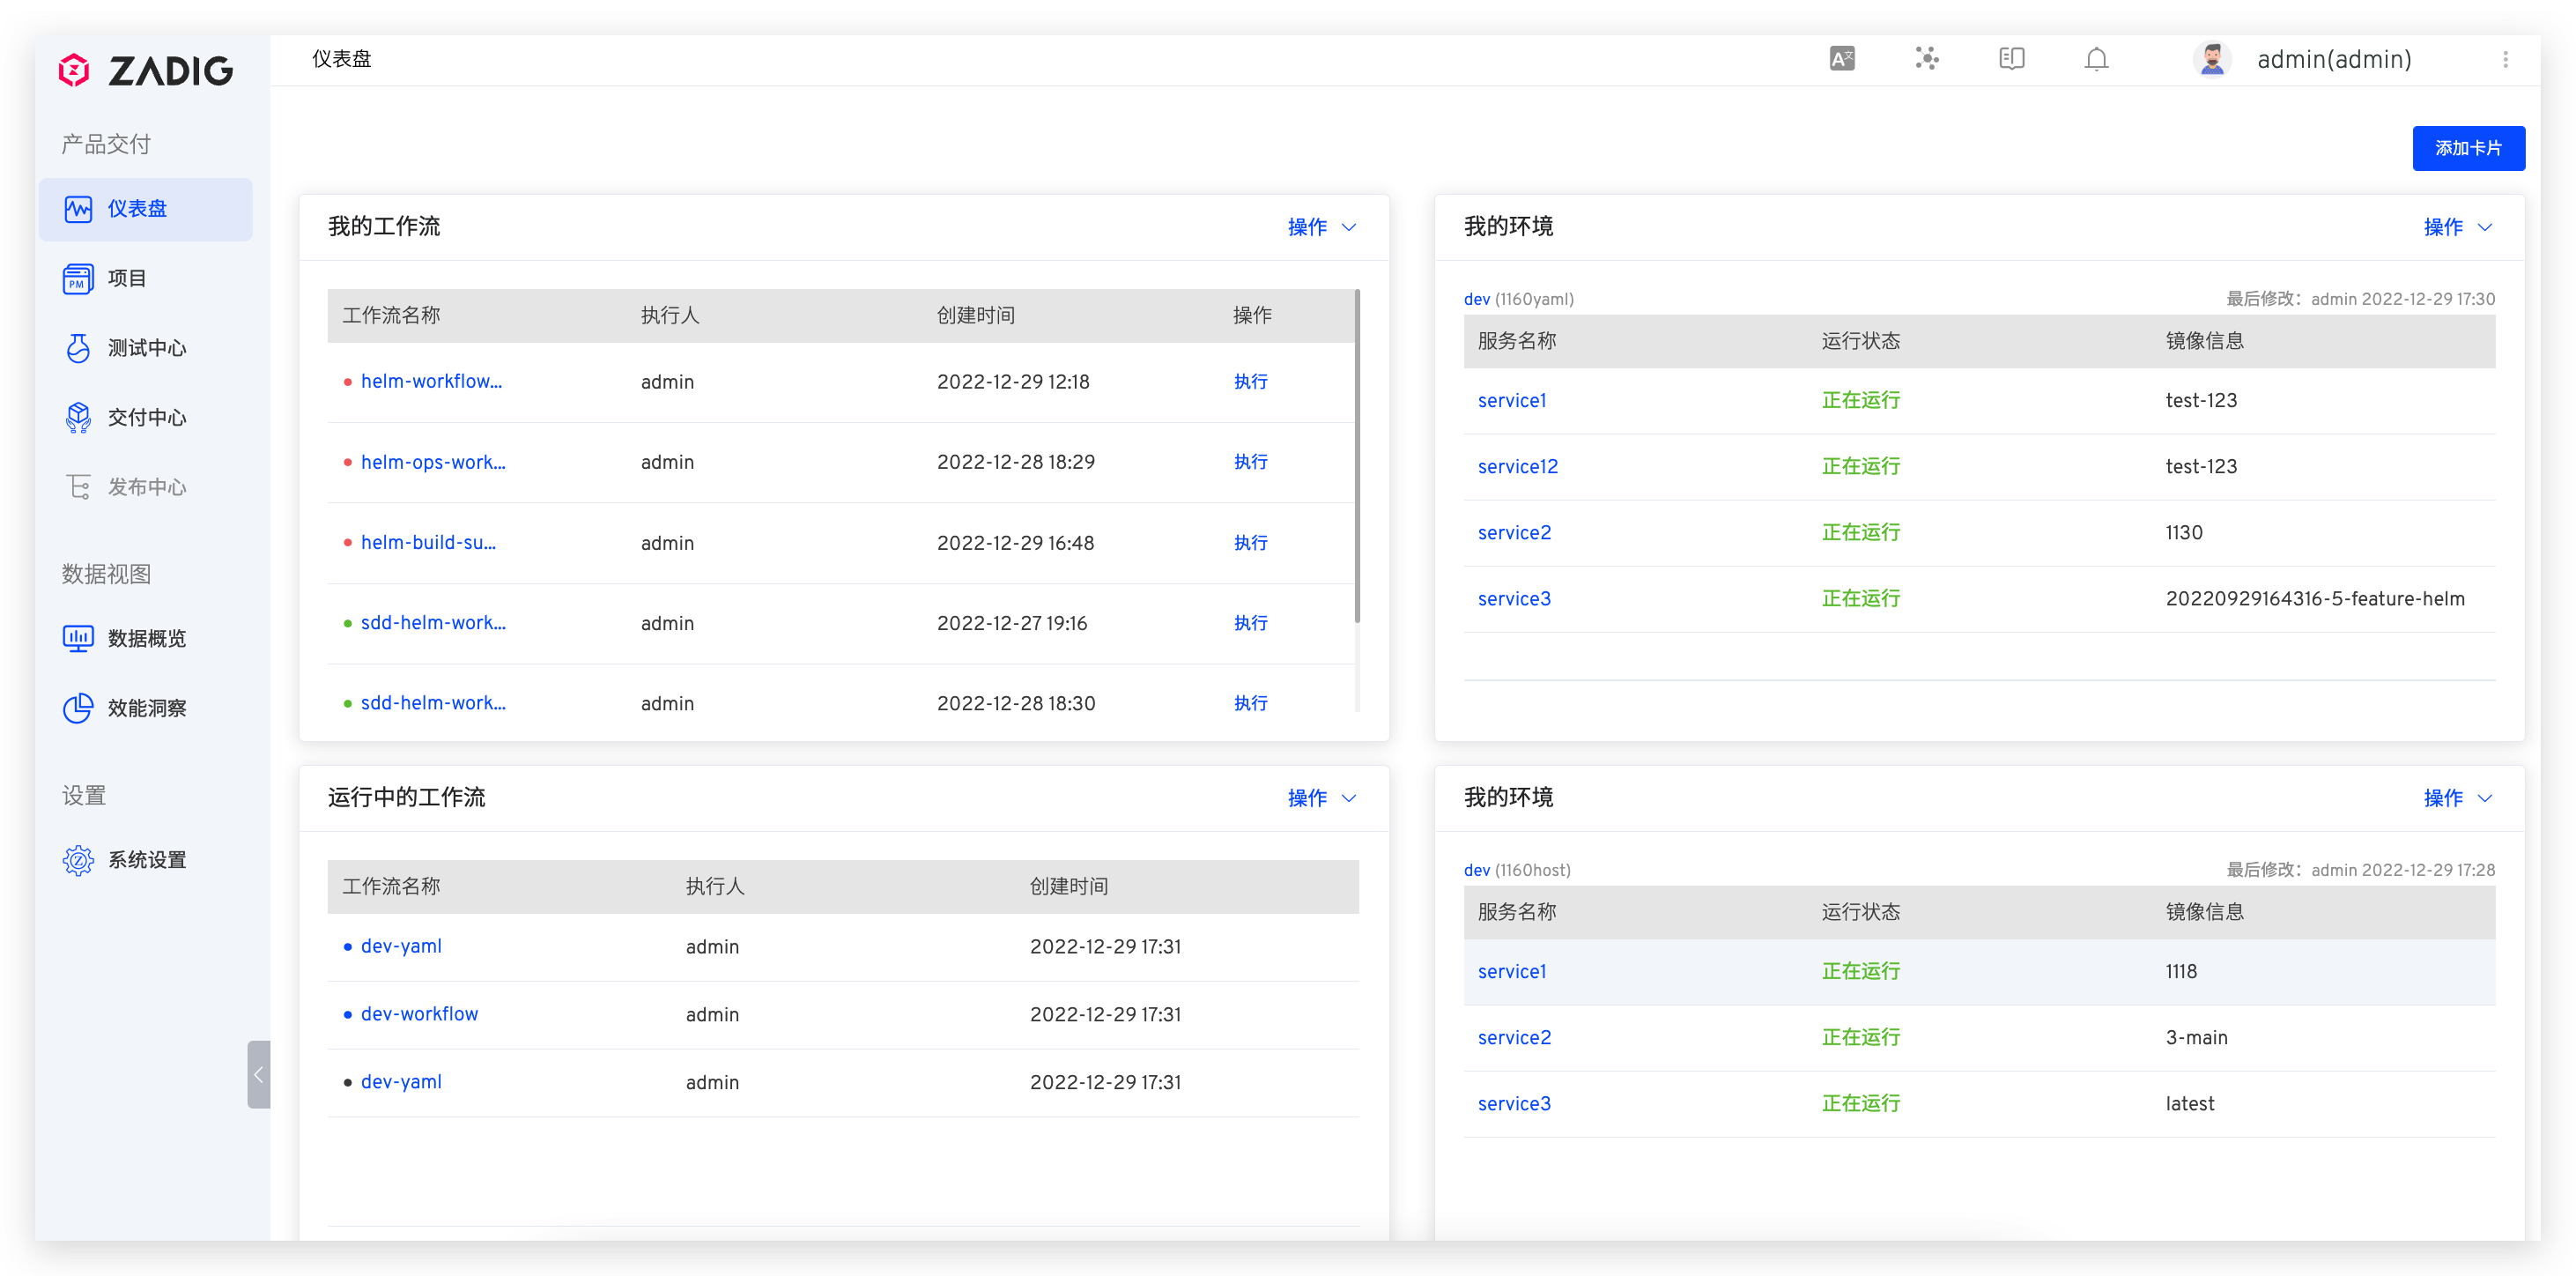 ZADIG
仪表盘
admin(admin)
产品交付
仪表盘
项目
测试中心
交付中心
发布中心
数据视图
数据概览
效能洞察
设置
系统设置
添加卡片
我的工作流 操作
工作流名称 执行人 创建时间 操作
helm-workflow... admin 2022-12-29 12:18 执行
helm-ops-work... admin 2022-12-28 18:29 执行
helm-build-su... admin 2022-12-29 16:48 执行
sdd-helm-work... admin 2022-12-27 19:16 执行
sdd-helm-work... admin 2022-12-28 18:30 执行
我的环境 操作
dev (1160yaml) 最后修改：admin 2022-12-29 17:30
服务名称 运行状态 镜像信息
service1 正在运行 test-123
service12 正在运行 test-123
service2 正在运行 1130
service3 正在运行 20220929164316-5-feature-helm
运行中的工作流 操作
工作流名称 执行人 创建时间
dev-yaml admin 2022-12-29 17:31
dev-workflow admin 2022-12-29 17:31
dev-yaml admin 2022-12-29 17:31
我的环境 操作
dev (1160host) 最后修改：admin 2022-12-29 17:28
服务名称 运行状态 镜像信息
service1 正在运行 1118
service2 正在运行 3-main
service3 正在运行 latest